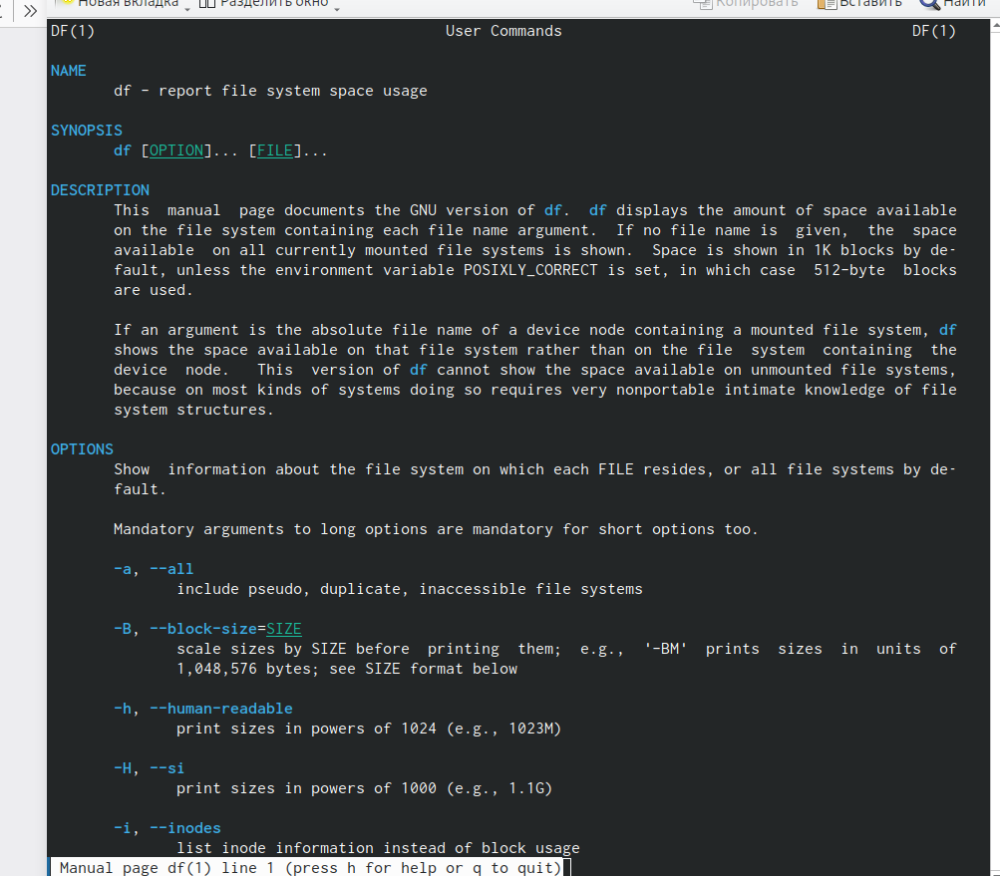 Новая вкладка Разделить окно Копировать Вставить Найти
DF(1) User Commands DF(1)
NAME
df - report file system space usage
SYNOPSIS
df [OPTION]... [FILE]...
DESCRIPTION
This manual page documents the GNU version of df. df displays the amount of space available
on the file system containing each file name argument. If no file name is given, the space
available on all currently mounted file systems is shown. Space is shown in 1K blocks by de-
fault, unless the environment variable POSIXLY_CORRECT is set, in which case 512-byte blocks
are used.
If an argument is the absolute file name of a device node containing a mounted file system, df
shows the space available on that file system rather than on the file system containing the
device node. This version of df cannot show the space available on unmounted file systems,
because on most kinds of systems doing so requires very nonportable intimate knowledge of file
system structures.
OPTIONS
Show information about the file system on which each FILE resides, or all file systems by de-
fault.
Mandatory arguments to long options are mandatory for short options too.
-a, --all
include pseudo, duplicate, inaccessible file systems
-B, --block-size=SIZE
scale sizes by SIZE before printing them; e.g., '-BM' prints sizes in units of
1,048,576 bytes; see SIZE format below
-h, --human-readable
print sizes in powers of 1024 (e.g., 1023M)
-H, --si
print sizes in powers of 1000 (e.g., 1.1G)
-i, --inodes
list inode information instead of block usage
Manual page df(1) line 1 (press h for help or q to quit)